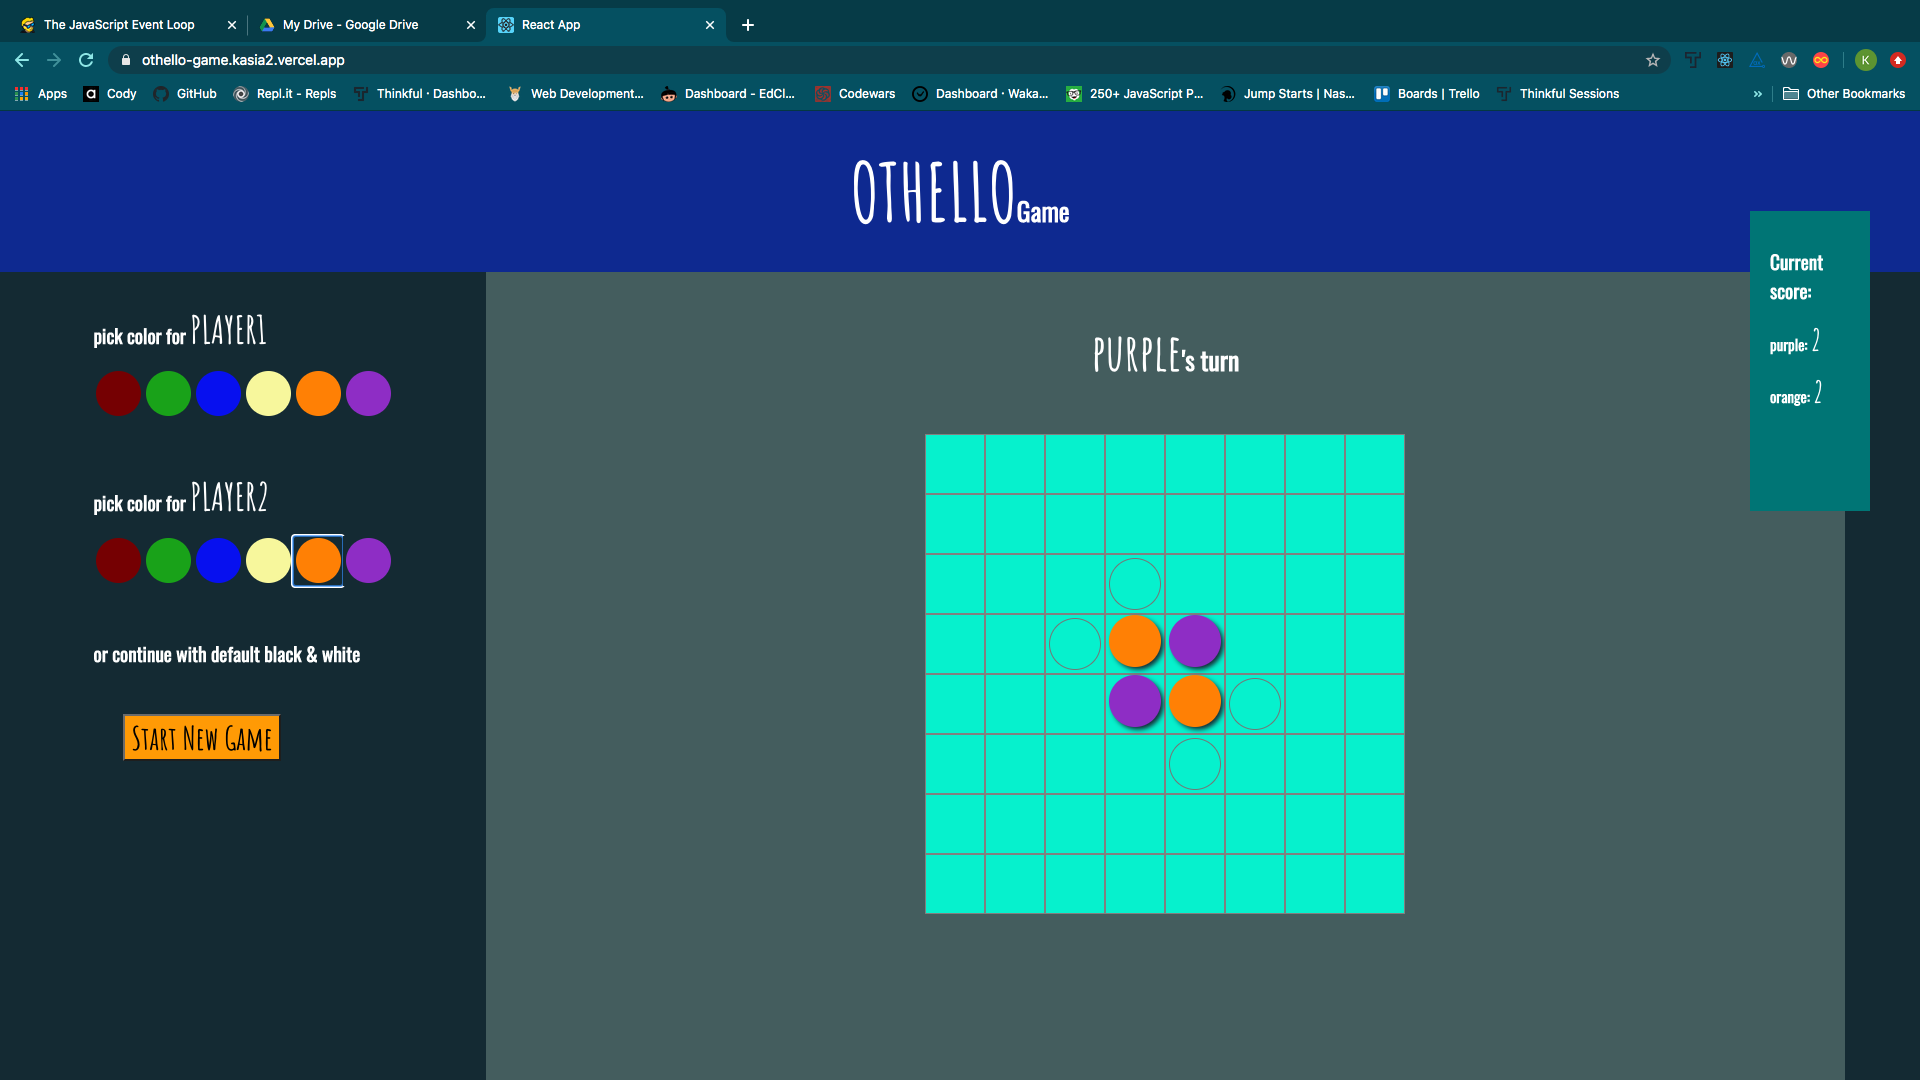 The JavaScript Event Loop
My Drive - Google Drive
React App
othello-game.kasia2.vercel.app
K
Apps
Cody
GitHub
Repl.it - Repls
Thinkful · Dashbo...
Web Development...
Dashboard - EdCl...
Codewars
Dashboard · Waka...
250+ JavaScript P...
Jump Starts | Nas...
Boards | Trello
Thinkful Sessions
»
Other Bookmarks
OTHELLO Game
Current
score:
purple: 2
orange: 2
pick color for PLAYER1
pick color for PLAYER2
or continue with default black & white
Start New Game
PURPLE's turn